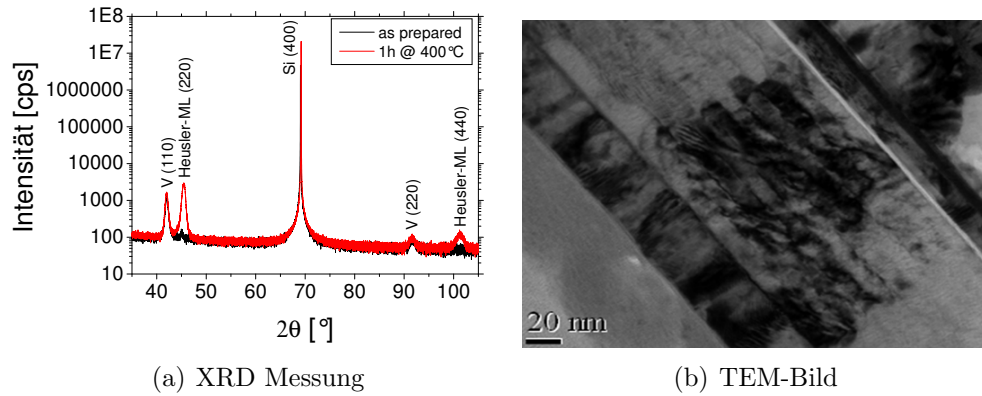 1E8
1000000
100000
10000
1000
100
10
Intensität [cps]
V (110)
Heusler-ML (220)
Si (400)
V (220)
Heusler-ML (440)
as prepared
1h @ 400°C
40 50 60 70 80 90 100
2θ [°]
(a) XRD Messung
1E7
20 nm
(b) TEM-Bild